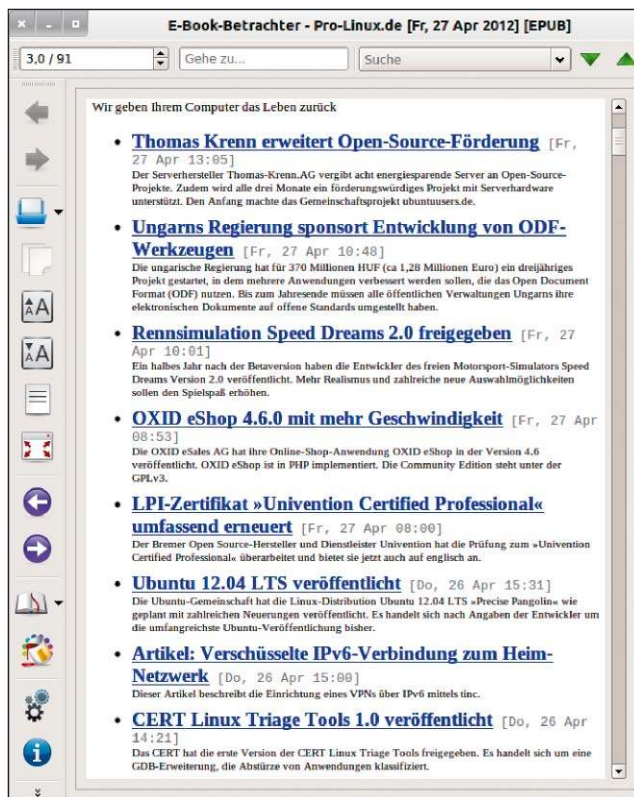 E-Book-Betrachter - Pro-Linux.de [Fr, 27 Apr 2012] [EPUB]
3,0 / 91
Gehe zu...
Suche
Wir geben Ihrem Computer das Leben zurück
• Thomas Krenn erweitert Open-Source-Förderung [Fr,
27 Apr 13:05]
Der Serverhersteller Thomas-Krenn.AG vergibt acht energiesparende Server an Open-Source-
Projekte. Zudem wird alle drei Monate ein förderungswürdiges Projekt mit Serverhardware
unterstützt. Den Anfang machte das Gemeinschaftsprojekt ubuntuusers.de.
• Ungarns Regierung sponsort Entwicklung von ODF-
Werkzeugen [Fr, 27 Apr 10:48]
Die ungarische Regierung hat für 370 Millionen HUF (ca 1,28 Millionen Euro) ein dreijähriges
Projekt gestartet, in dem mehrere Anwendungen verbessert werden sollen, die das Open Document
Format (ODF) nutzen. Bis zum Jahresende müssen alle öffentlichen Verwaltungen Ungarns ihre
elektronischen Dokumente auf offene Standards umgestellt haben.
• Rennsimulation Speed Dreams 2.0 freigegeben [Fr, 27
Apr 10:01]
Ein halbes Jahr nach der Betaversion haben die Entwickler des freien Motorsport-Simulators Speed
Dreams Version 2.0 veröffentlicht. Mehr Realismus und zahlreiche neue Auswahlmöglichkeiten
sollen den Spielspaß erhöhen.
• OXID eShop 4.6.0 mit mehr Geschwindigkeit [Fr, 27 Apr
08:53]
Die OXID eSales AG hat ihre Online-Shop-Anwendung OXID eShop in der Version 4.6
veröffentlicht. OXID eShop ist in PHP implementiert. Die Community Edition steht unter der
GPLv3.
• LPI-Zertifikat »Univention Certified Professional«
umfassend erneuert [Fr, 27 Apr 08:00]
Der Bremer Open Source-Hersteller und Dienstleister Univention hat die Prüfung zum »Univention
Certified Professional« überarbeitet und bietet sie jetzt auch auf englisch an.
• Ubuntu 12.04 LTS veröffentlicht [Do, 26 Apr 15:31]
Die Ubuntu-Gemeinschaft hat die Linux-Distribution Ubuntu 12.04 LTS »Precise Pangolin« wie
geplant mit zahlreichen Neuerungen veröffentlicht. Es handelt sich nach Angaben der Entwickler um
die umfangreichste Ubuntu-Veröffentlichung bisher.
• Artikel: Verschüsselte IPv6-Verbindung zum Heim-
Netzwerk [Do, 26 Apr 15:00]
Dieser Artikel beschreibt die Einrichtung eines VPNs über IPv6 mittels tinc.
• CERT Linux Triage Tools 1.0 veröffentlicht [Do, 26 Apr
14:21]
Das CERT hat die erste Version der CERT Linux Triage Tools freigegeben. Es handelt sich um eine
GDB-Erweiterung, die Abstürze von Anwendungen klassifiziert.